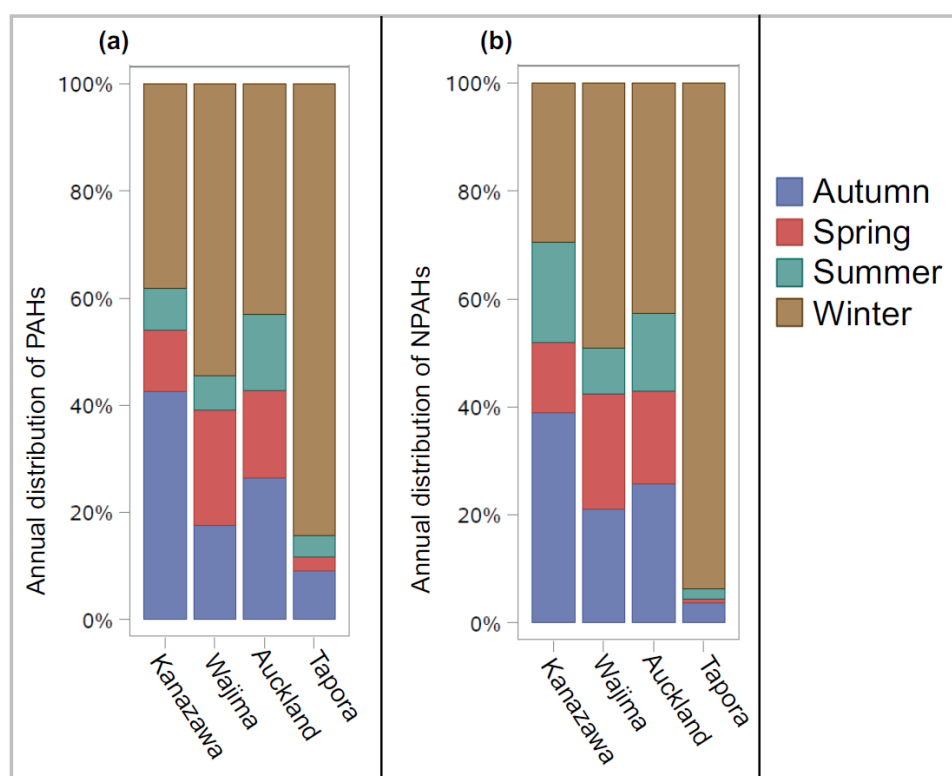 (a)
Annual distribution of PAHs
100%
80%
60%
40%
20%
0%
Kanazawa
Wajima
Auckland
Tapora
(b)
Annual distribution of NPAHs
100%
80%
60%
40%
20%
0%
Kanazawa
Wajima
Auckland
Tapora
Autumn
Spring
Summer
Winter